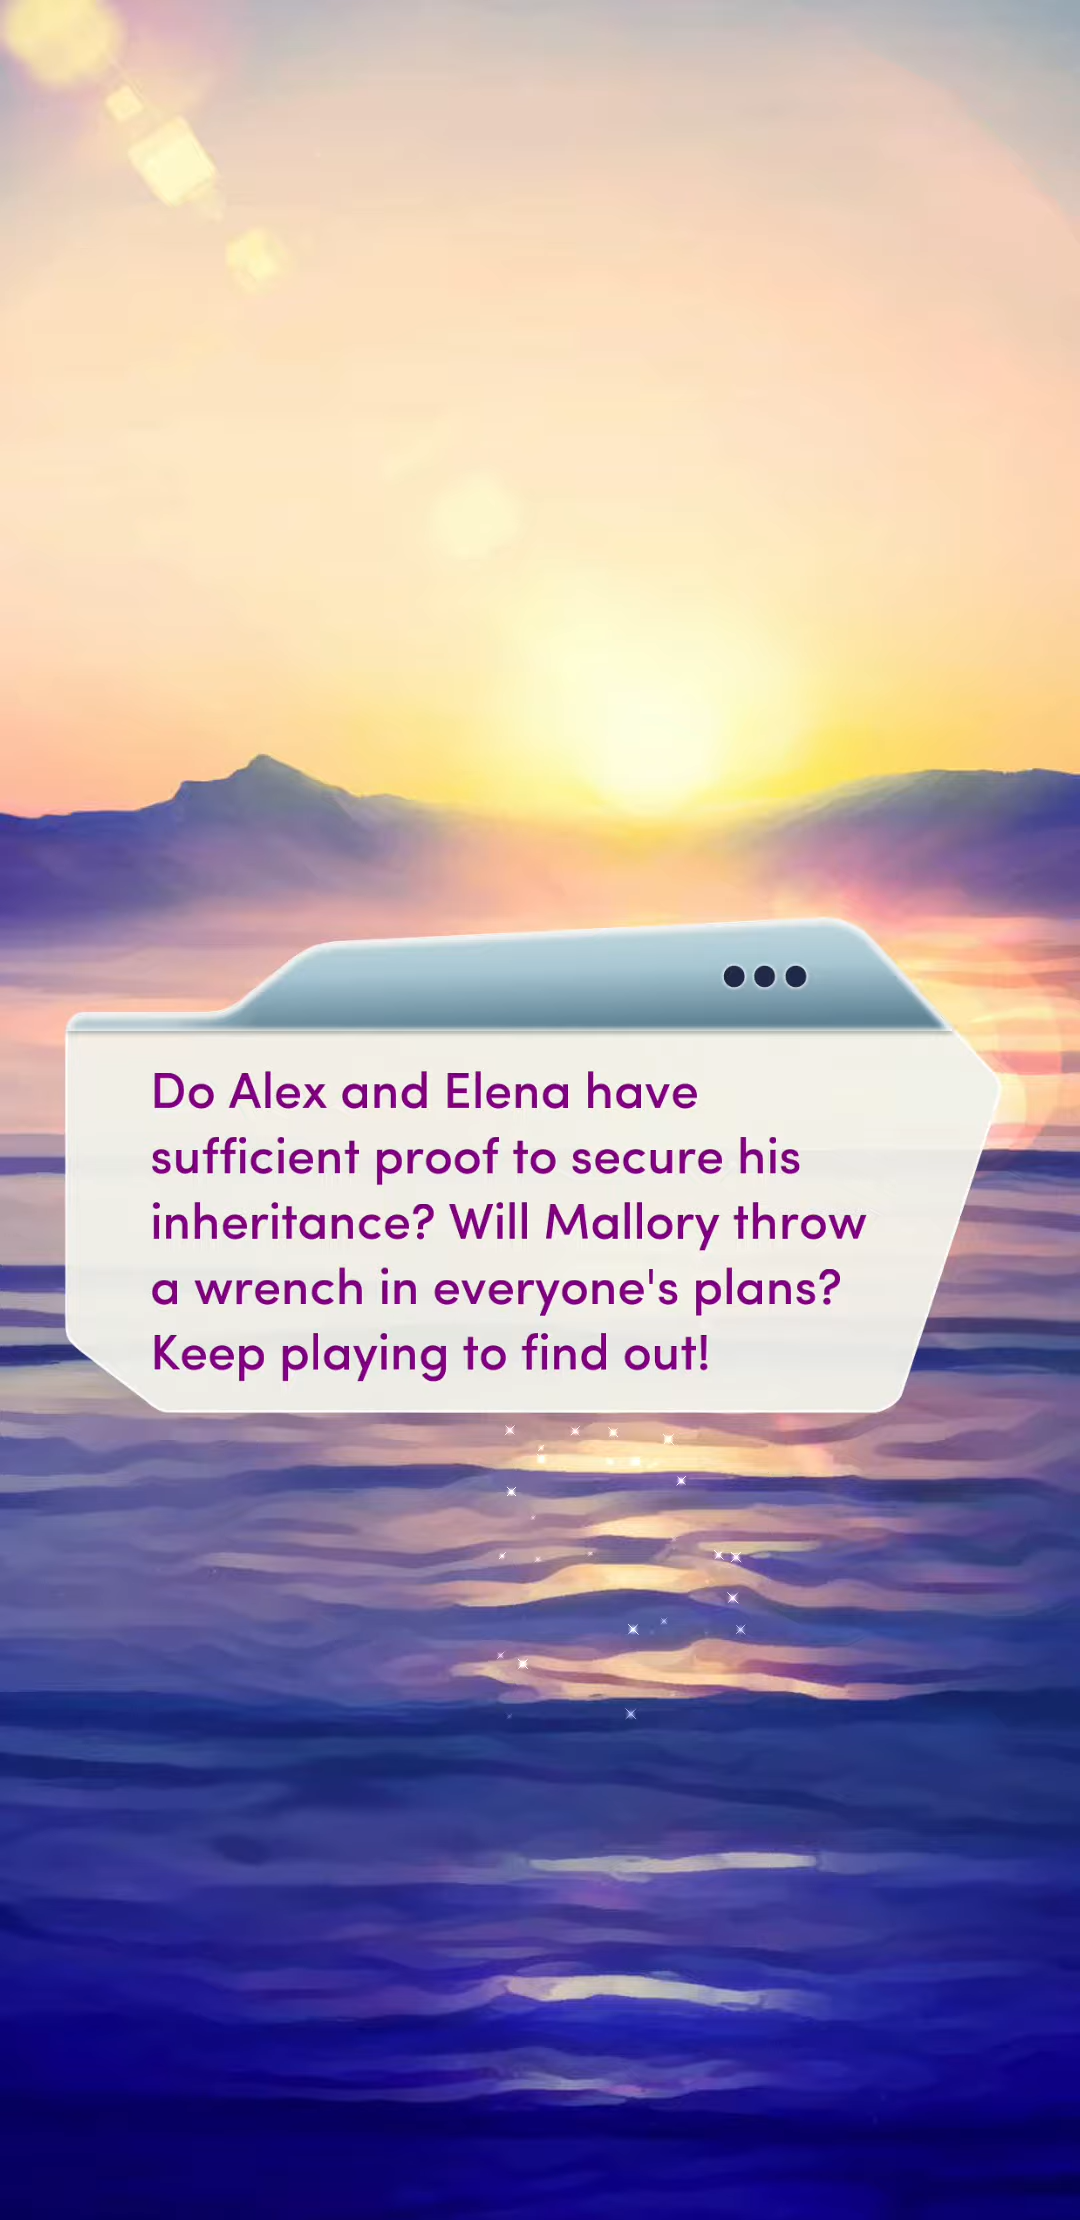 Do Alex and Elena have
sufficient proof to secure his
inheritance? Will Mallory throw
a wrench in everyone's plans?
Keep playing to find out!